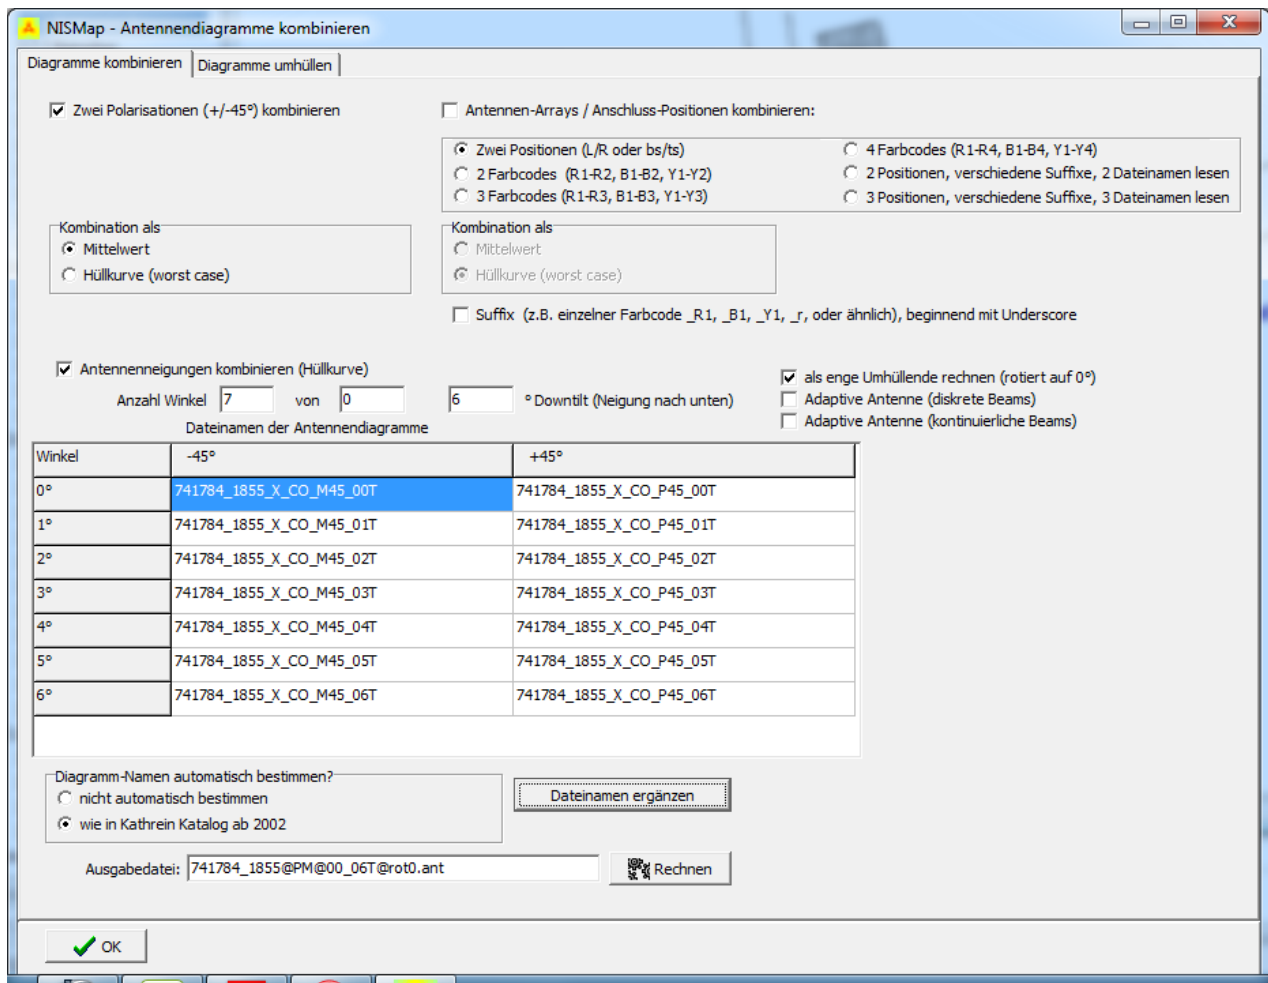 NISMap - Antennendiagramme kombinieren
Diagramme kombinieren Diagramme umhüllen
Zwei Polarisationen (+/-45°) kombinieren
Antennen-Arrays / Anschluss-Positionen kombinieren:
Zwei Positionen (L/R oder bs/ts)
2 Farbcodes (R1-R2, B1-B2, Y1-Y2)
3 Farbcodes (R1-R3, B1-B3, Y1-Y3)
4 Farbcodes (R1-R4, B1-B4, Y1-Y4)
2 Positionen, verschiedene Suffixe, 2 Dateinamen lesen
3 Positionen, verschiedene Suffixe, 3 Dateinamen lesen
Kombination als
Mittelwert
Hüllkurve (worst case)
Kombination als
Mittelwert
Hüllkurve (worst case)
Suffix (z.B. einzelner Farbcode _R1, _B1, _Y1, _r, oder ähnlich), beginnend mit Underscore
Antennenneigungen kombinieren (Hüllkurve)
Anzahl Winkel 7 von 0 6 ° Downtilt (Neigung nach unten)
als enge Umhüllende rechnen (rotiert auf 0°)
Adaptive Antenne (diskrete Beams)
Adaptive Antenne (kontinuierliche Beams)
Dateinamen der Antennendiagramme
Winkel -45° +45°
0° 741784_1855_X_CO_M45_00T 741784_1855_X_CO_P45_00T
1° 741784_1855_X_CO_M45_01T 741784_1855_X_CO_P45_01T
2° 741784_1855_X_CO_M45_02T 741784_1855_X_CO_P45_02T
3° 741784_1855_X_CO_M45_03T 741784_1855_X_CO_P45_03T
4° 741784_1855_X_CO_M45_04T 741784_1855_X_CO_P45_04T
5° 741784_1855_X_CO_M45_05T 741784_1855_X_CO_P45_05T
6° 741784_1855_X_CO_M45_06T 741784_1855_X_CO_P45_06T
Diagramm-Namen automatisch bestimmen?
nicht automatisch bestimmen
wie in Kathrein Katalog ab 2002
Dateinamen ergänzen
Ausgabedatei: 741784_1855@PM@00_06T@rot0.ant
Rechnen
OK